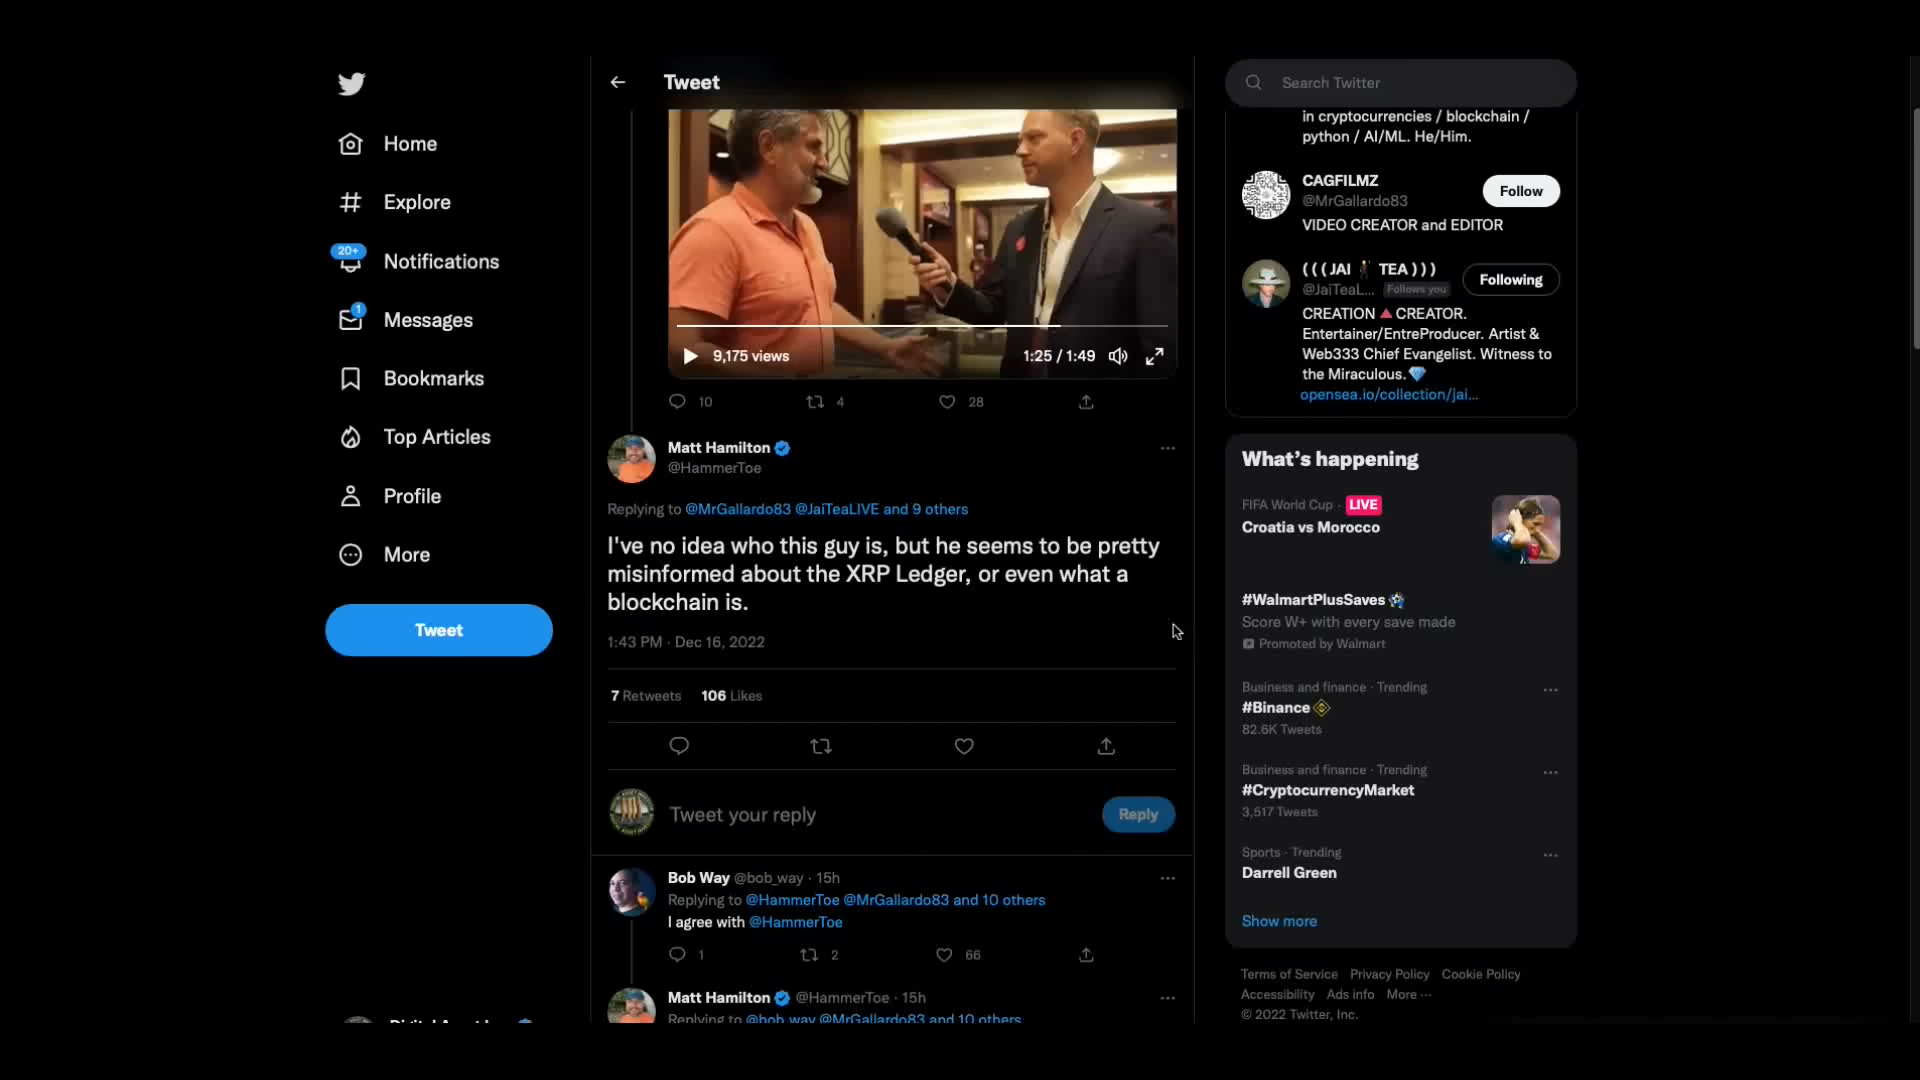 Home
Explore
20+
Notifications
1
Messages
Bookmarks
Top Articles
Profile
More
Tweet
Tweet
9,175 views
1:25 / 1:49
10
4
28
Matt Hamilton
@HammerToe
Replying to @MrGallardo83 @JaiTeaLIVE and 9 others
I've no idea who this guy is, but he seems to be pretty
misinformed about the XRP Ledger, or even what a
blockchain is.
1:43 PM · Dec 16, 2022
7 Retweets 106 Likes
Tweet your reply
Reply
Bob Way @bob_way · 15h
Replying to @HammerToe @MrGallardo83 and 10 others
I agree with @HammerToe
1
2
66
Matt Hamilton @HammerToe · 15h
Replying to @bob_way @MrGallardo83 and 10 others
Search Twitter
in cryptocurrencies / blockchain /
python / AI/ML. He/Him.
CAGFILMZ
@MrGallardo83
Follow
VIDEO CREATOR and EDITOR
(((JAI TEA)))
@JaiTeaL... Follows you
Following
CREATION 🔺CREATOR.
Entertainer/EntreProducer. Artist &
Web333 Chief Evangelist. Witness to
the Miraculous.💎
opensea.io/collection/jai...
What's happening
FIFA World Cup · LIVE
Croatia vs Morocco
#WalmartPlusSaves
Score W+ with every save made
Promoted by Walmart
Business and finance · Trending
#Binance
82.6K Tweets
Business and finance · Trending
#CryptocurrencyMarket
3,517 Tweets
Sports · Trending
Darrell Green
Show more
Terms of Service Privacy Policy Cookie Policy
Accessibility Ads info More ···
© 2022 Twitter, Inc.